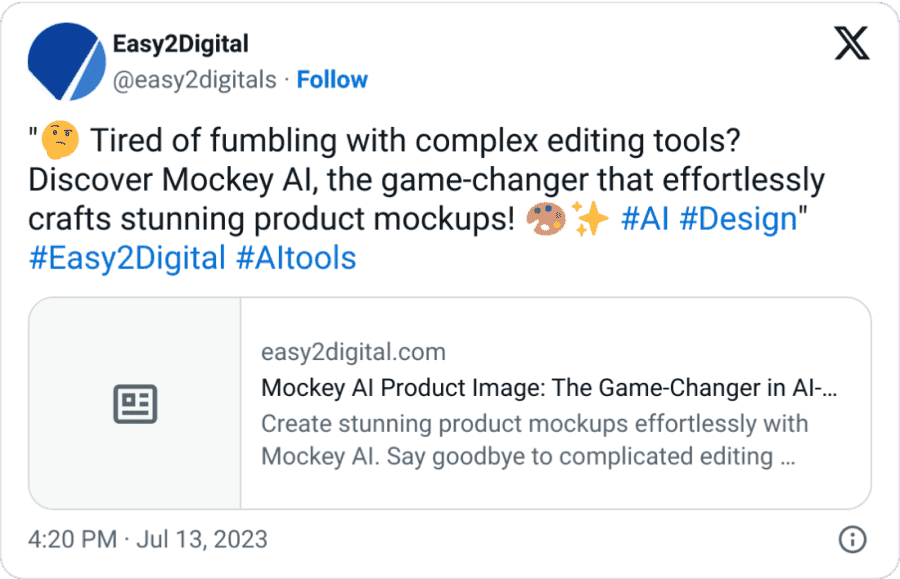 Easy2Digital
@easy2digitals · Follow
"🤨 Tired of fumbling with complex editing tools?
Discover Mockey AI, the game-changer that effortlessly
crafts stunning product mockups! 🎨✨ #AI #Design"
#Easy2Digital #AItools
easy2digital.com
Mockey AI Product Image: The Game-Changer in AI-...
Create stunning product mockups effortlessly with
Mockey AI. Say goodbye to complicated editing ...
4:20 PM · Jul 13, 2023